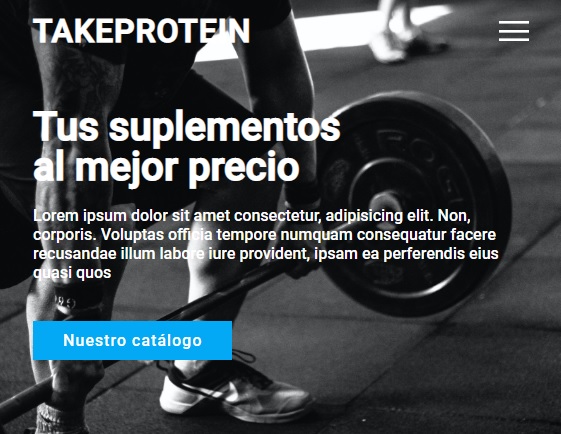 TAKEPROTEIN
Tus suplementos
al mejor precio
Lorem ipsum dolor sit amet consectetur, adipisicing elit. Non,
corporis. Voluptas officia tempore numquam consequatur facere
recusandae illum labore iure provident, ipsam ea perferendis eius
quasi quos
Nuestro catálogo